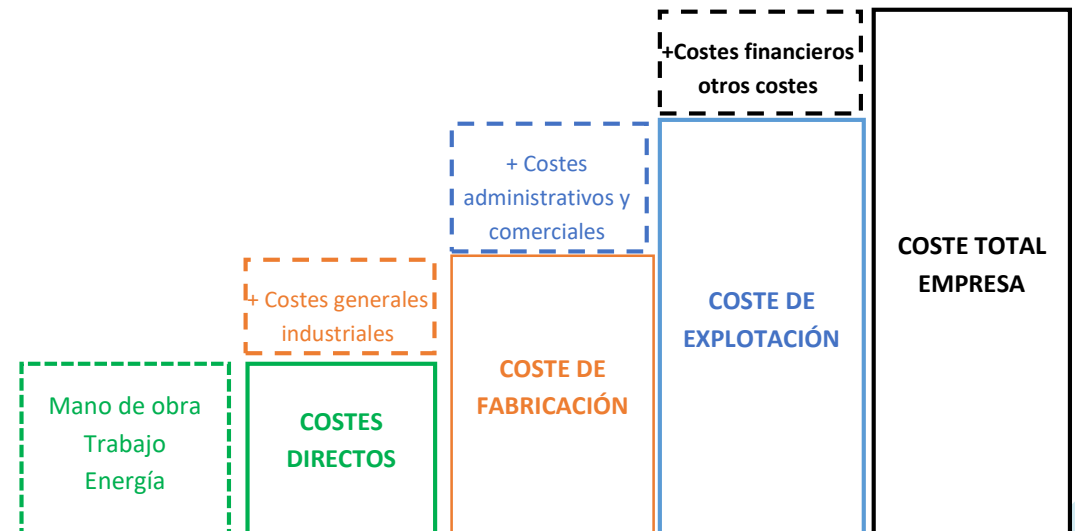 +Costes financieros
otros costes
+ Costes
administrativos y
comerciales
COSTE TOTAL
EMPRESA
+ Costes generales
industriales
COSTE DE
EXPLOTACIÓN
COSTE DE
FABRICACIÓN
Mano de obra
Trabajo
Energía
COSTES
DIRECTOS